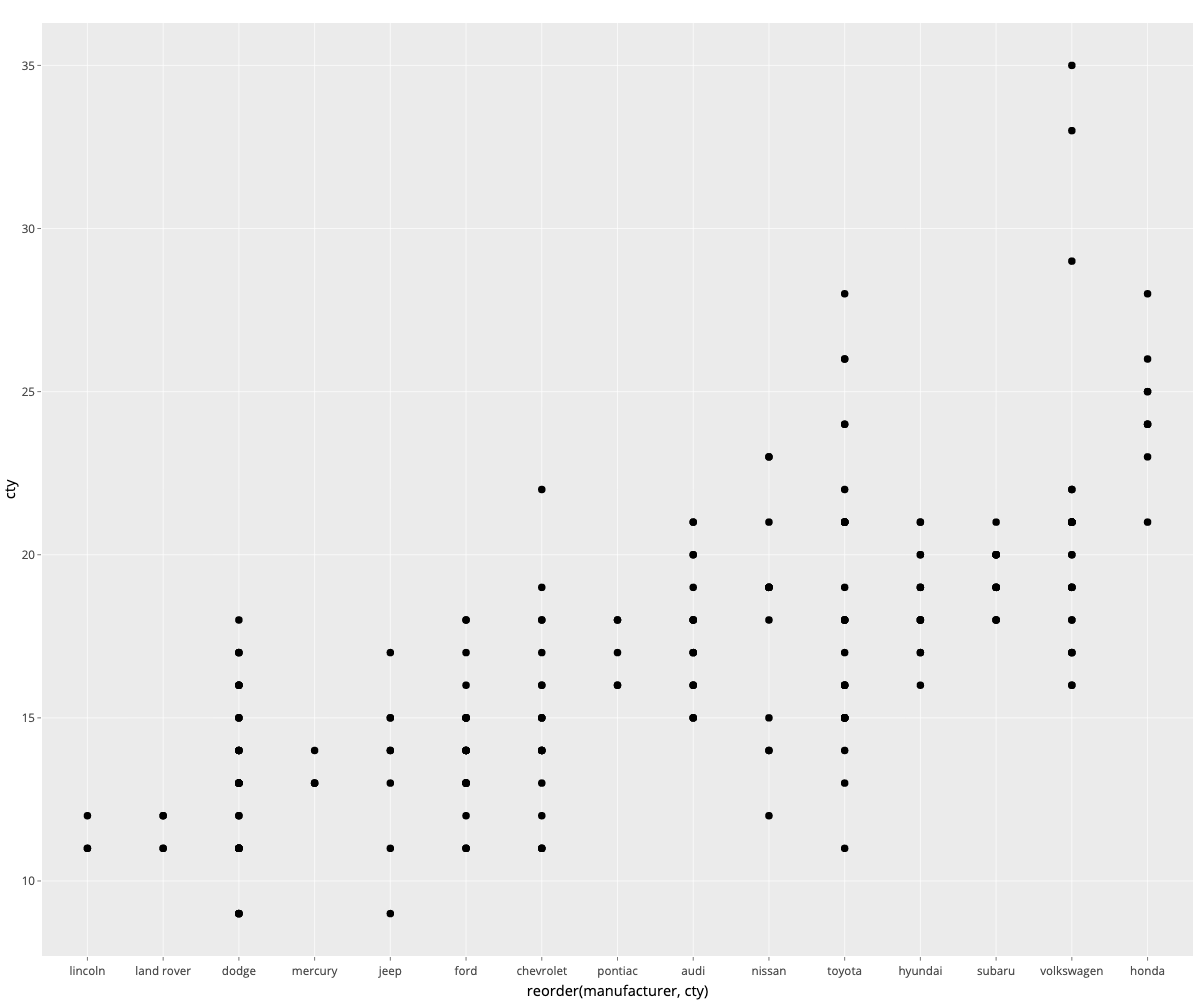 35
30
25
20
15
10
cty
lincoln land rover dodge mercury jeep ford chevrolet pontiac audi nissan toyota hyundai subaru volkswagen honda
reorder(manufacturer, cty)